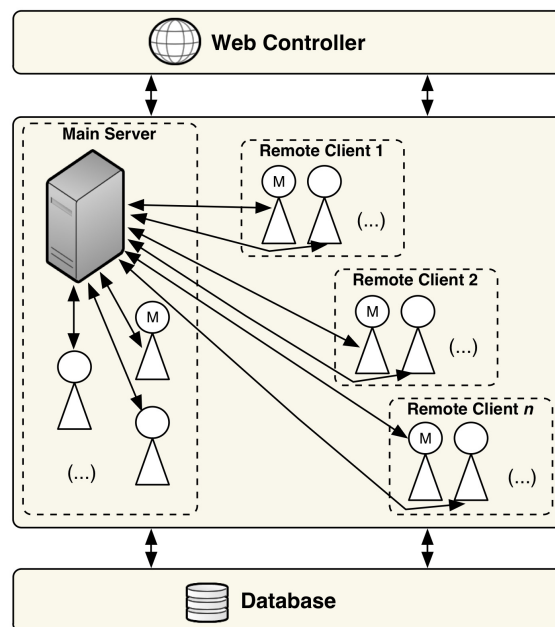 Web Controller
Main Server
Remote Client 1
M
(...)
Remote Client 2
M
M
(...)
Remote Client n
M
(...)
(...)
Database